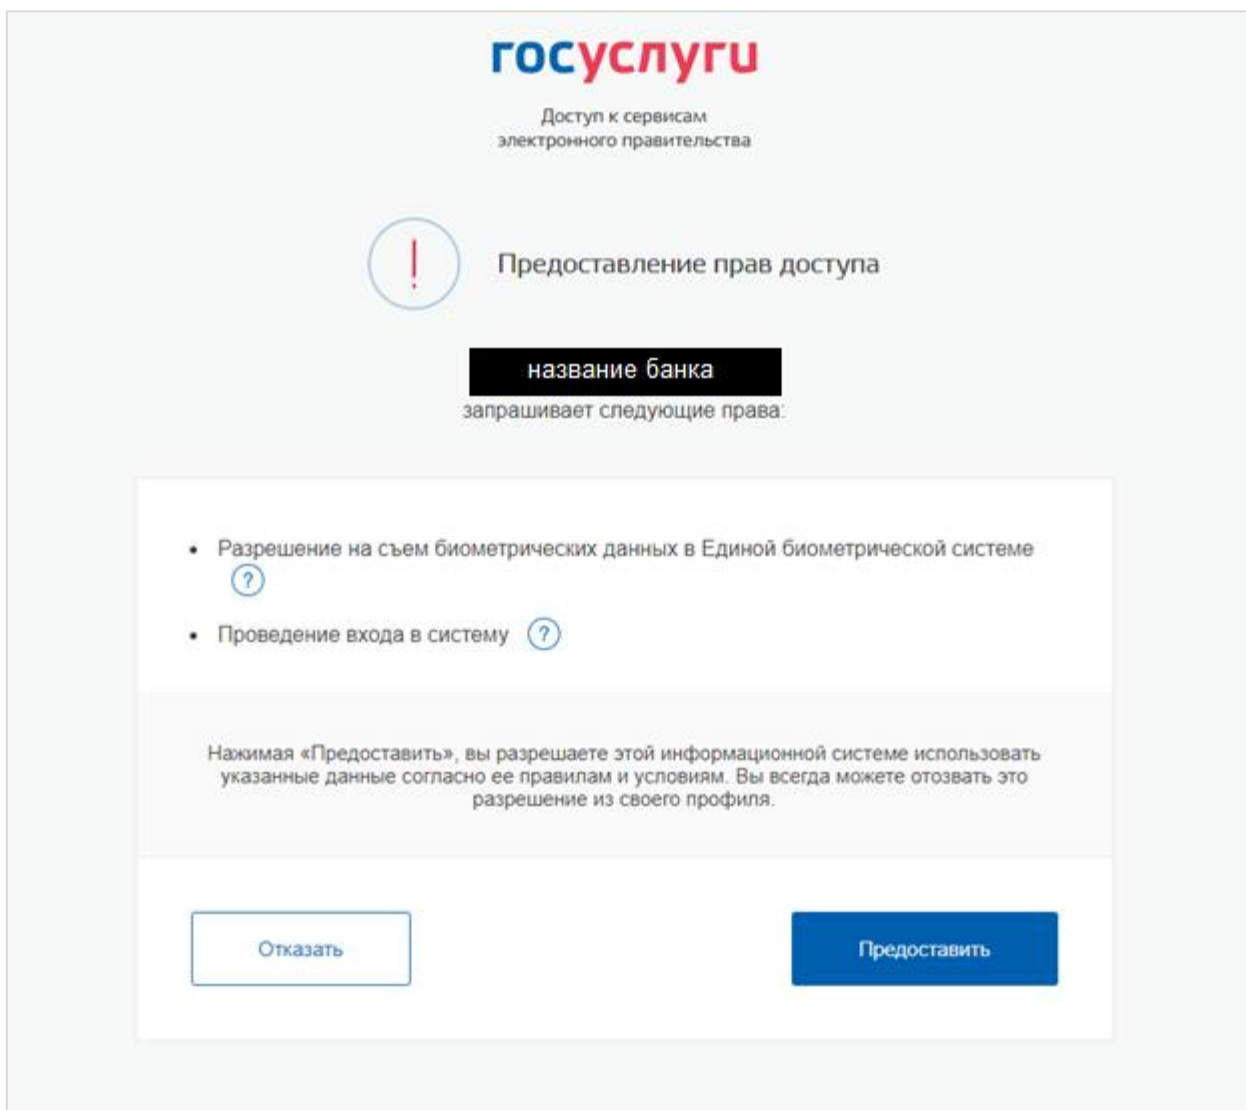 госуслуги
Доступ к сервисам
электронного правительства
!
Предоставление прав доступа
название банка
запрашивает следующие права:
• Разрешение на съем биометрических данных в Единой биометрической системе
?
• Проведение входа в систему ?
Нажимая «Предоставить», вы разрешаете этой информационной системе использовать
указанные данные согласно ее правилам и условиям. Вы всегда можете отозвать это
разрешение из своего профиля.
Отказать
Предоставить